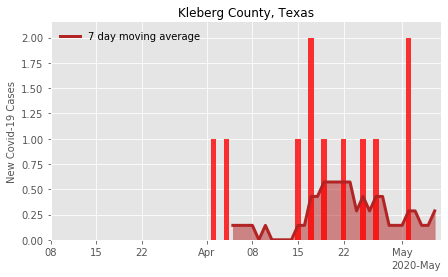 Kleberg County, Texas
7 day moving average
New Covid-19 Cases
2.00
1.75
1.50
1.25
1.00
0.75
0.50
0.25
0.00
08 15 22 Apr 08 15 22 May
2020-May